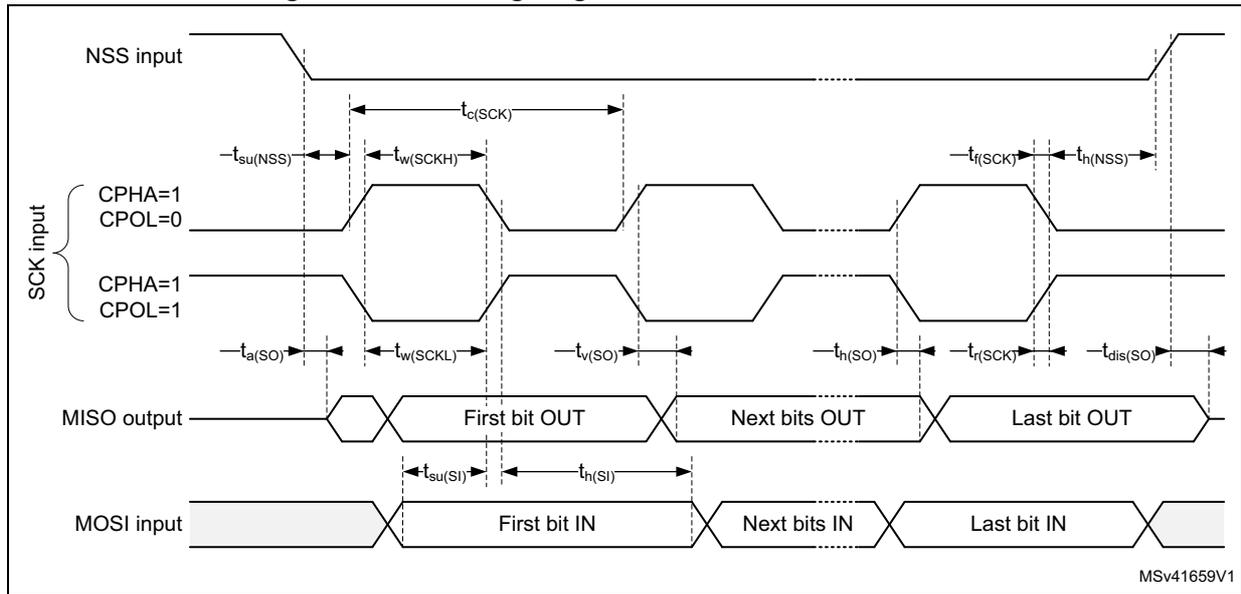 NSS input
tc(SCK)
tsu(NSS) tw(SCKH) tf(SCK) th(NSS)
SCK input
CPHA=1
CPOL=0
CPHA=1
CPOL=1
ta(SO) tw(SCKL) tv(SO) th(SO) tr(SCK) tdis(SO)
MISO output First bit OUT Next bits OUT Last bit OUT
tsu(SI) th(SI)
MOSI input First bit IN Next bits IN Last bit IN
MSv41659V1